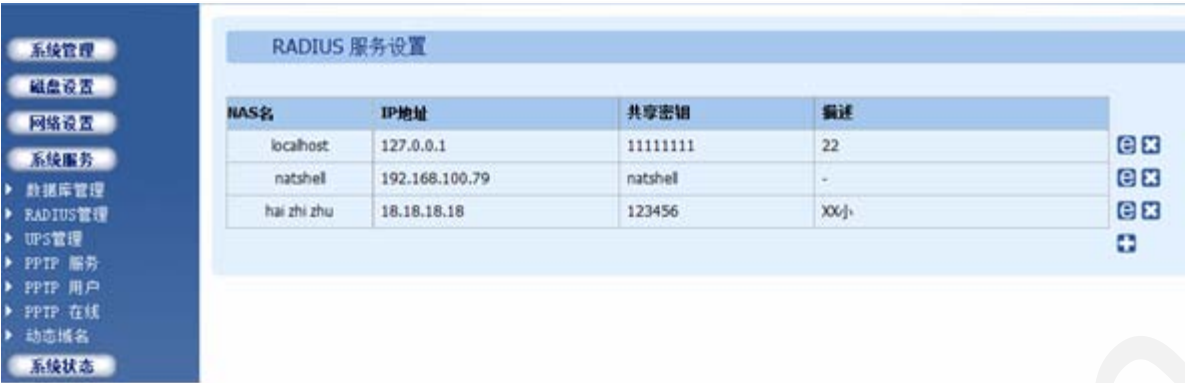 系统管理
磁盘设置
网络设置
系统服务
数据库管理
RADIUS管理
UPS管理
PPTP 服务
PPTP 用户
PPTP 在线
动态域名
系统状态
RADIUS 服务设置
NAS名 IP地址 共享密钥 描述
localhost 127.0.0.1 11111111 22
natshell 192.168.100.79 natshell -
hai zhi zhu 18.18.18.18 123456 XX小